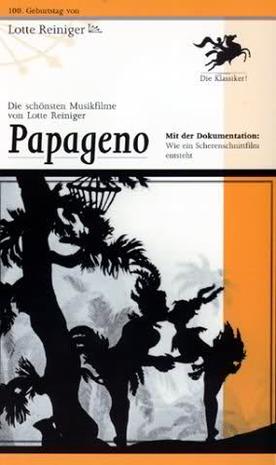 100. Geburtstag von
Lotte Reiniger
Die Klassiker!
Die schönsten Musikfilme
von Lotte Reiniger
Papageno
Mit der Dokumentation:
Wie ein Scherenschnittfilm
entsteht